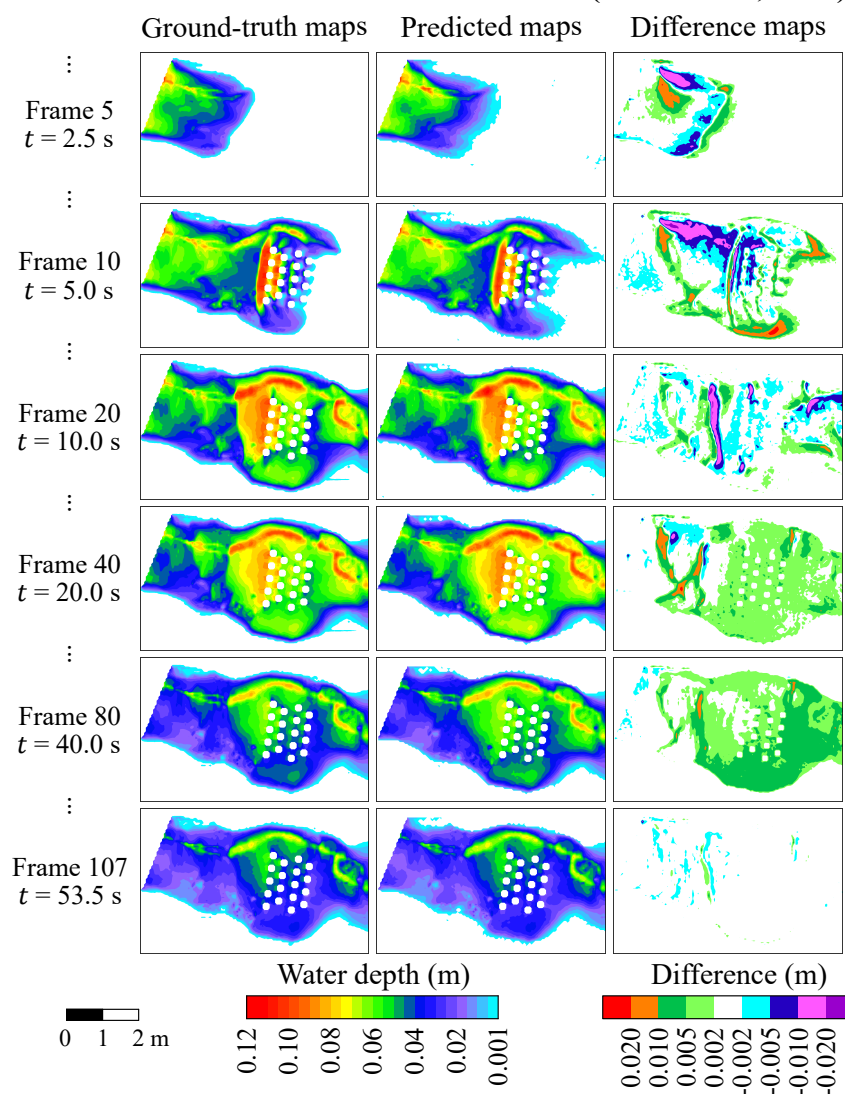 Ground-truth maps Predicted maps Difference maps
⋮
Frame 5
t = 2.5 s
⋮
Frame 10
t = 5.0 s
⋮
Frame 20
t = 10.0 s
⋮
Frame 40
t = 20.0 s
⋮
Frame 80
t = 40.0 s
⋮
Frame 107
t = 53.5 s
Water depth (m) Difference (m)
0 1 2 m
0.12 0.10 0.08 0.06 0.04 0.02 0.001
0.020 0.010 0.005 0.002 -0.002 -0.005 -0.010 -0.020